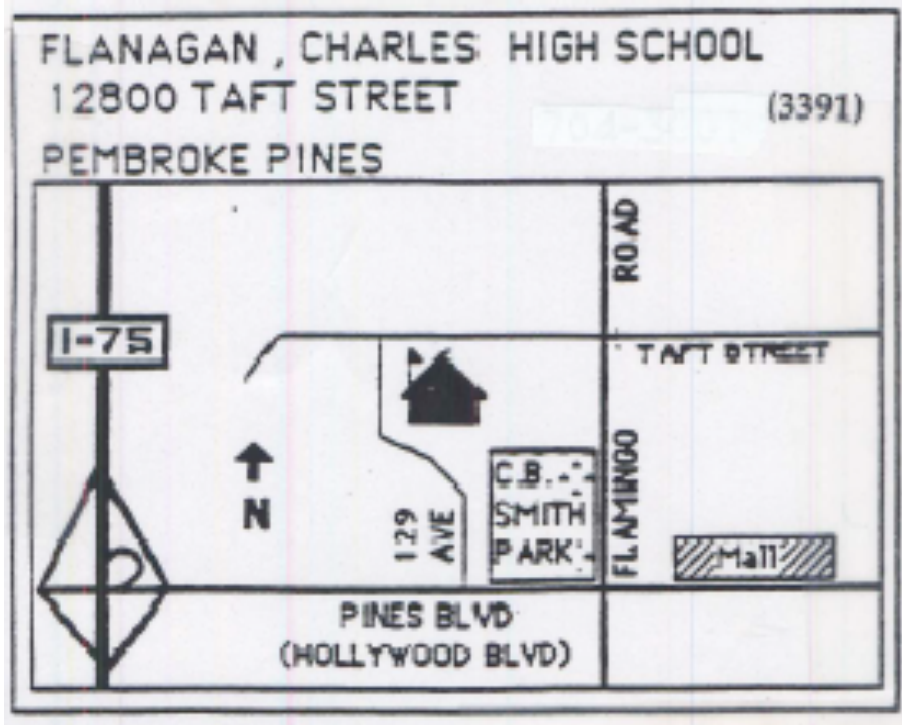 FLANAGAN , CHARLES HIGH SCHOOL
12800 TAFT STREET
(3391)
PEMBROKE PINES
ROAD
I-75
TAFT STREET
FLAMINGO
N
129
AVE
C.B.
SMITH
PARK
Mall
PINES BLVD
(HOLLYWOOD BLVD)